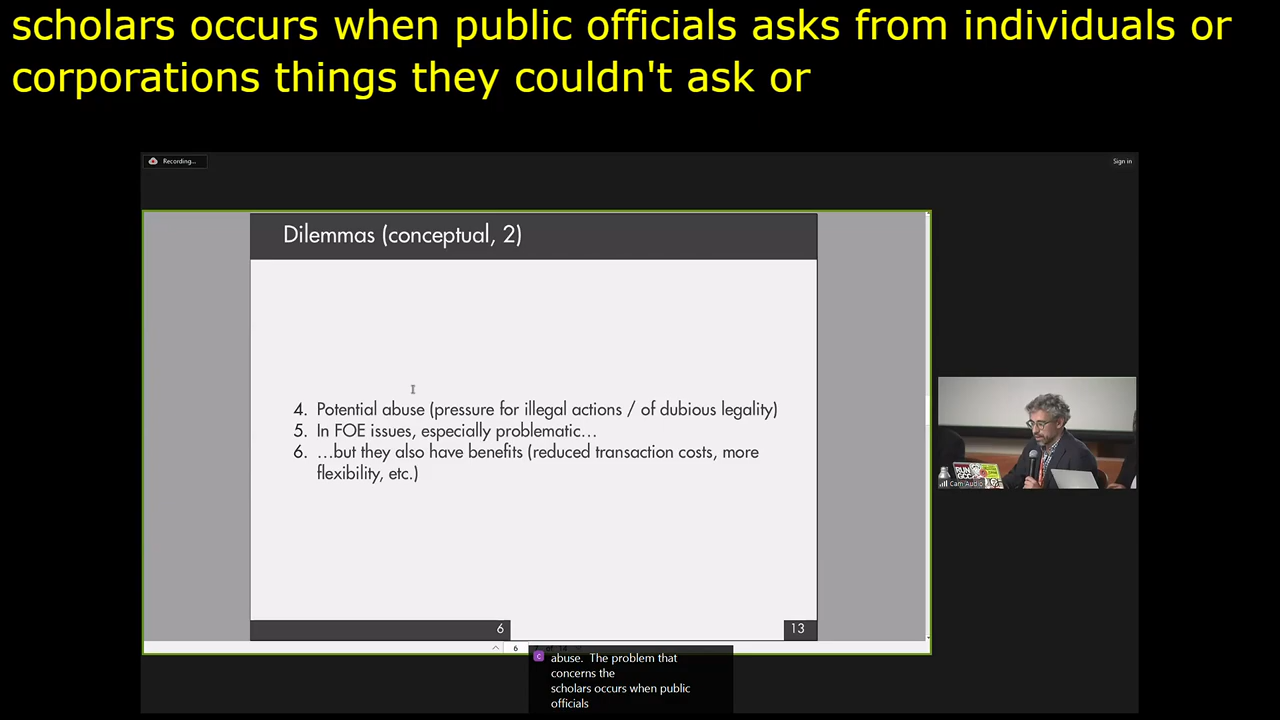 scholars occurs when public officials asks from individuals or
corporations things they couldn't ask or
Recording...
Sign in
Dilemmas (conceptual, 2)
4. Potential abuse (pressure for illegal actions / of dubious legality)
5. In FOE issues, especially problematic…
6. …but they also have benefits (reduced transaction costs, more
flexibility, etc.)
Cam Audio
6
13
6
abuse. The problem that
concerns the
scholars occurs when public
officials